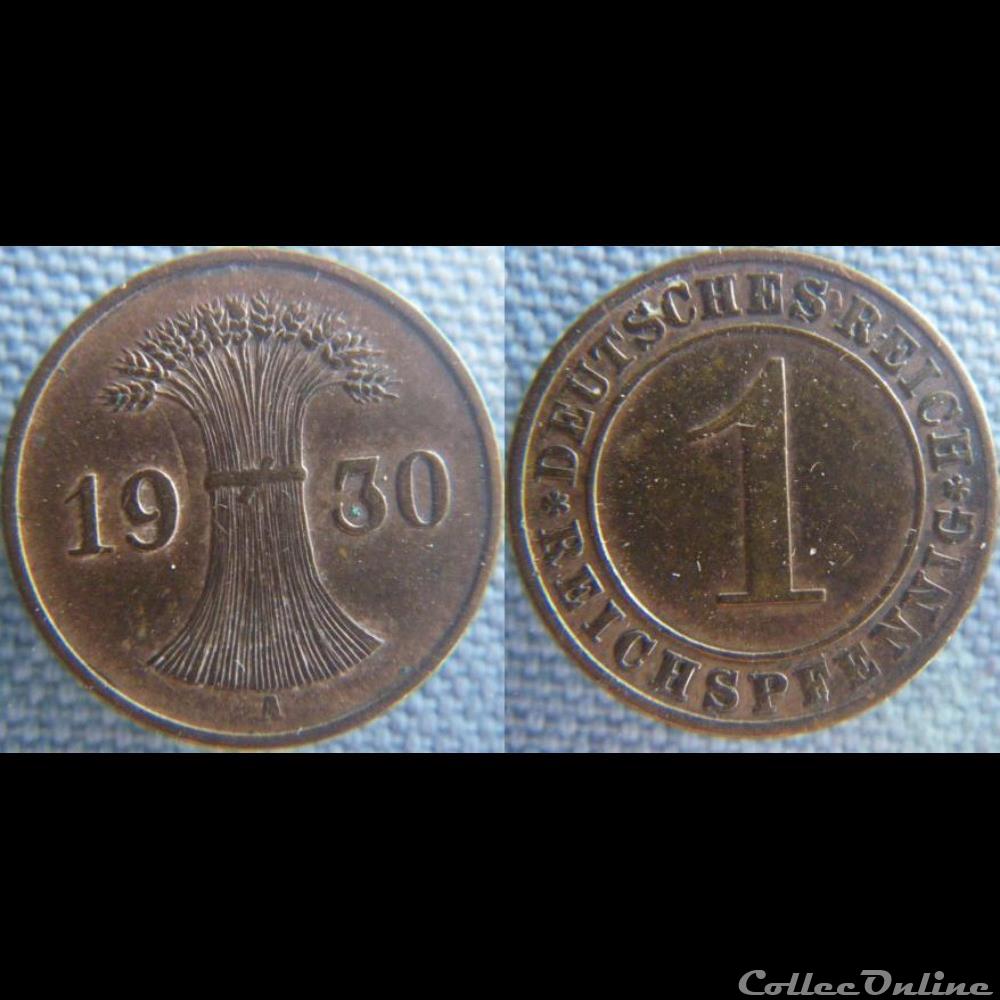 19 30
A
*DEUTSCHES REICH*
1
REICHSPFENNIG
CollecOnline